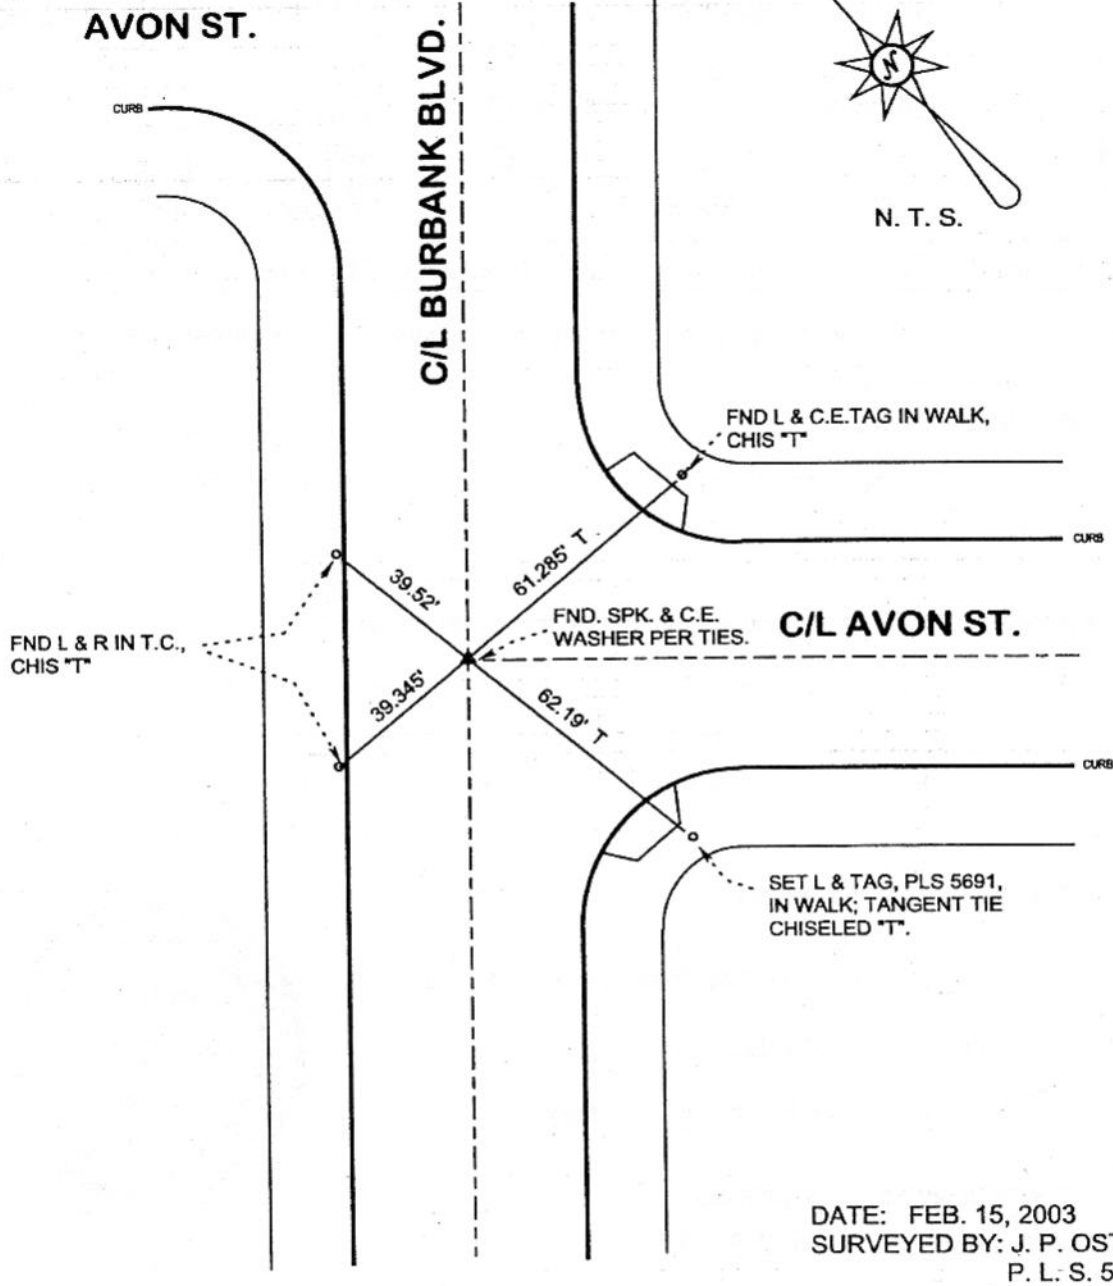 AVON ST.
CURB
C/L BURBANK BLVD.
N
N. T. S.
FND L & C.E.TAG IN WALK,
CHIS "T"
CURB
39.52'
61.285' T
FND. SPK. & C.E.
WASHER PER TIES.
C/L AVON ST.
FND L & R IN T.C.,
CHIS "T"
39.345'
62.19' T
CURB
SET L & TAG, PLS 5691,
IN WALK; TANGENT TIE
CHISELED "T".
DATE: FEB. 15, 2003
SURVEYED BY: J. P. OST
P. L. S. 5